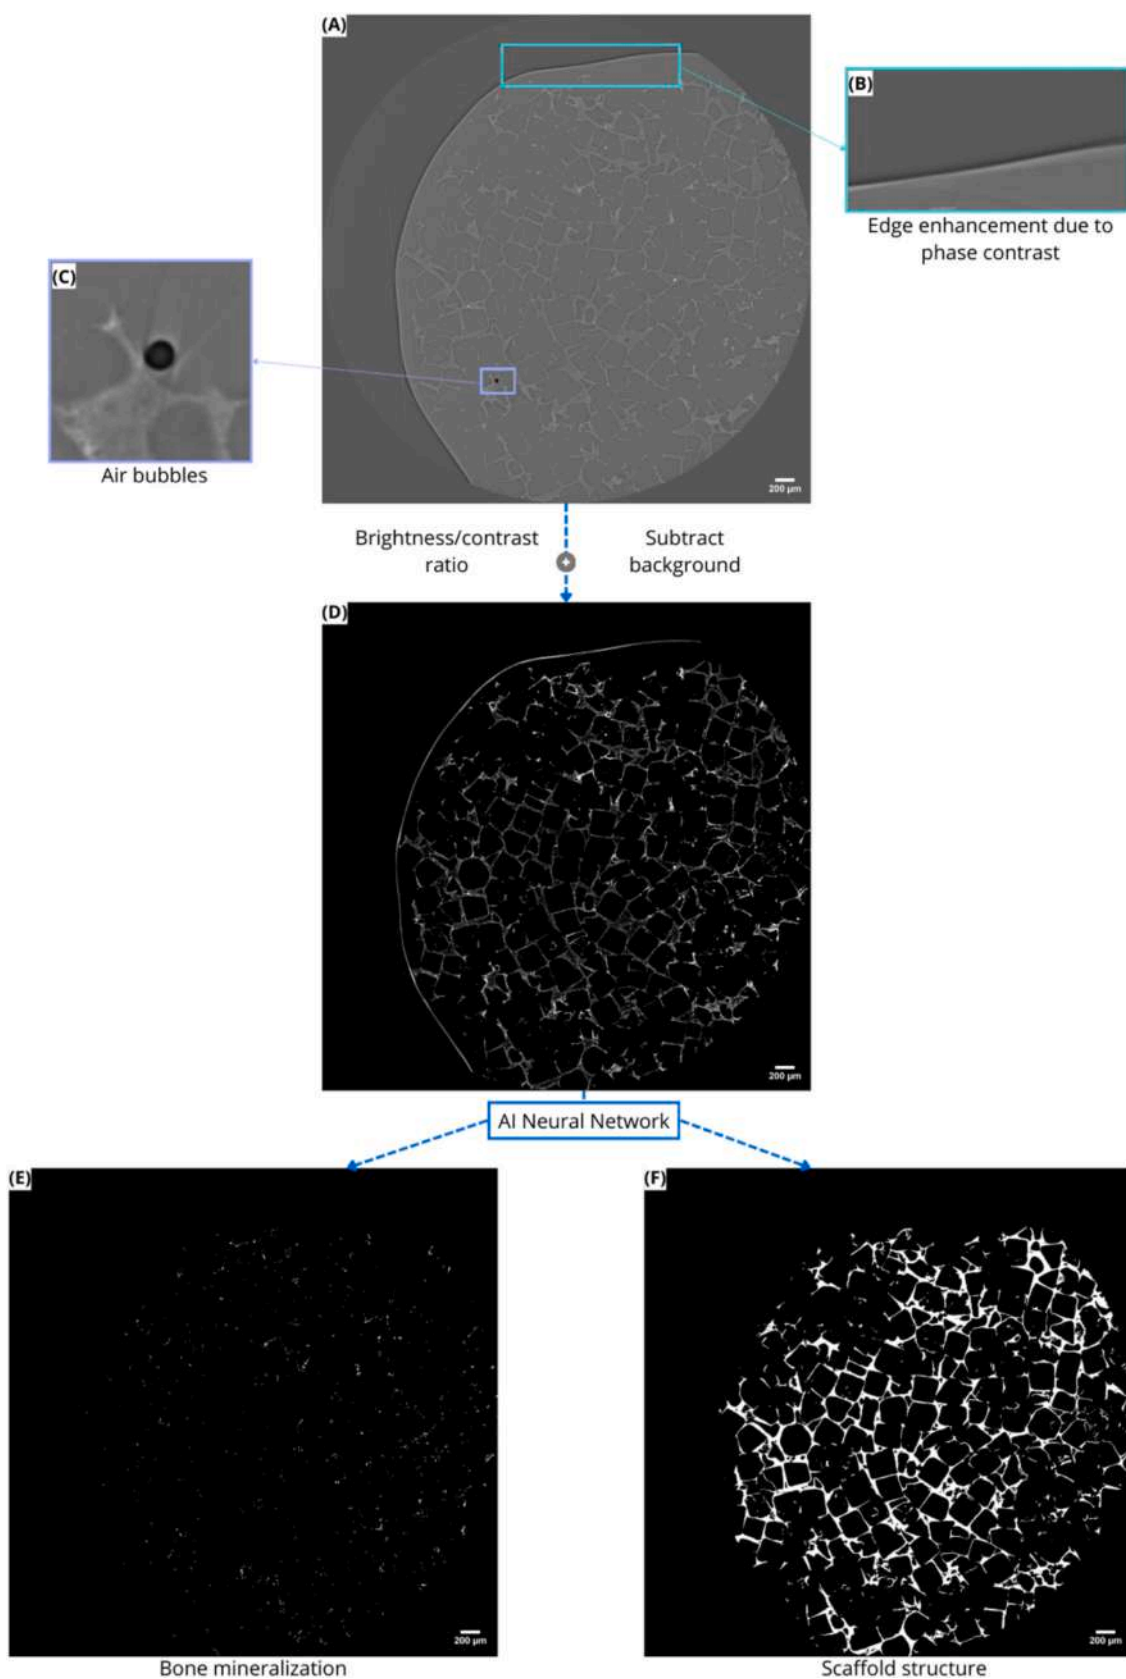 (A)
(B)
Edge enhancement due to
phase contrast
(C)
Air bubbles
200 µm
Brightness/contrast
ratio
Subtract
background
(D)
200 µm
AI Neural Network
(E)
200 µm
Bone mineralization
(F)
200 µm
Scaffold structure